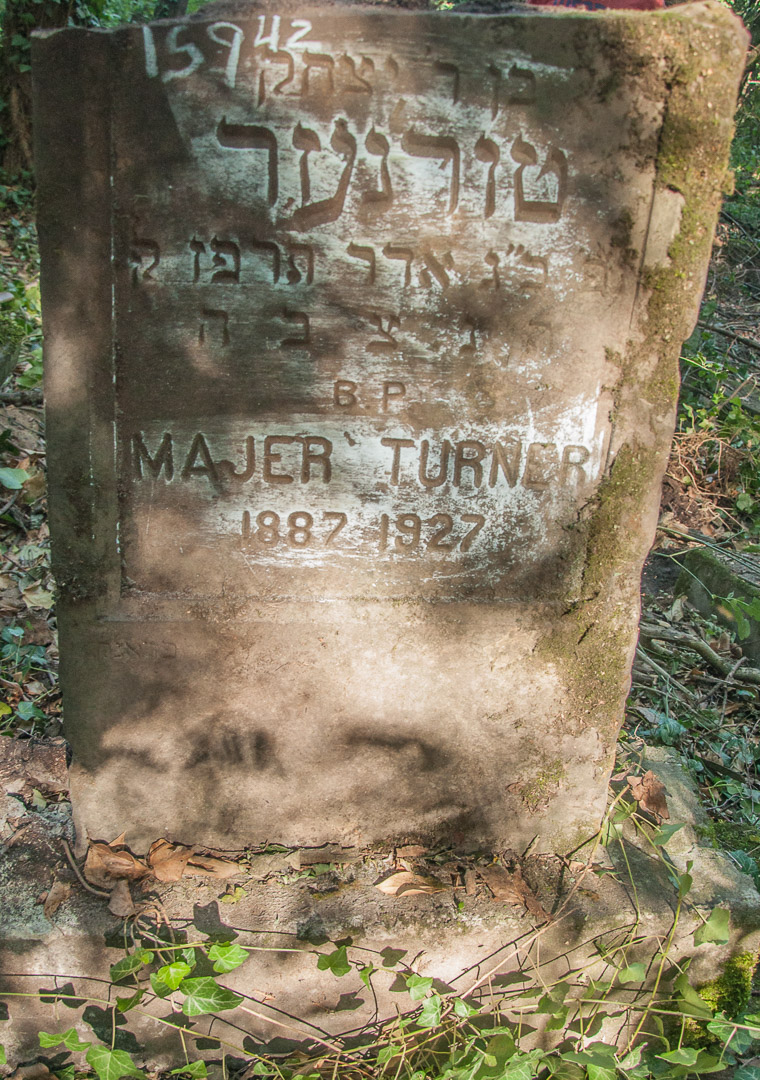 15942
בן ר' יצחק
טורנער
כ״ג אדר תרפז
ת נ צ ב ה
B. P.
MAJER TURNER
1887 1927